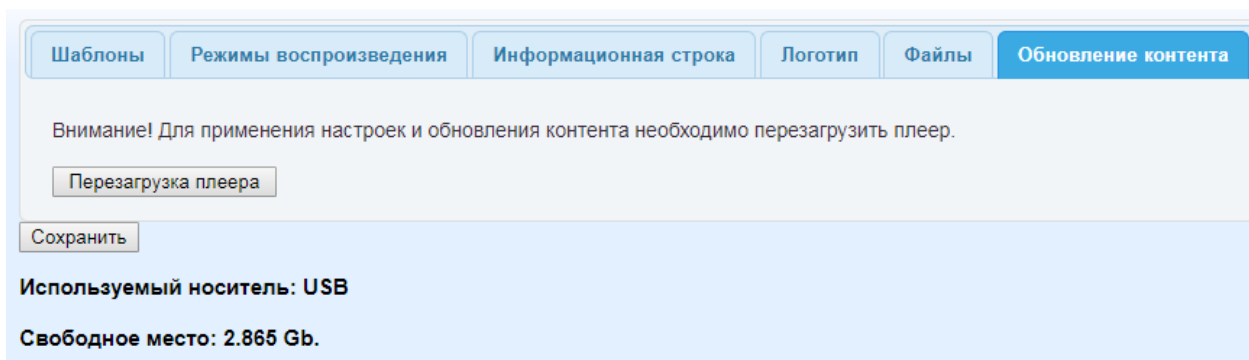 Шаблоны Режимы воспроизведения Информационная строка Логотип Файлы Обновление контента
Внимание! Для применения настроек и обновления контента необходимо перезагрузить плеер.
Перезагрузка плеера
Сохранить
Используемый носитель: USB
Свободное место: 2.865 Gb.